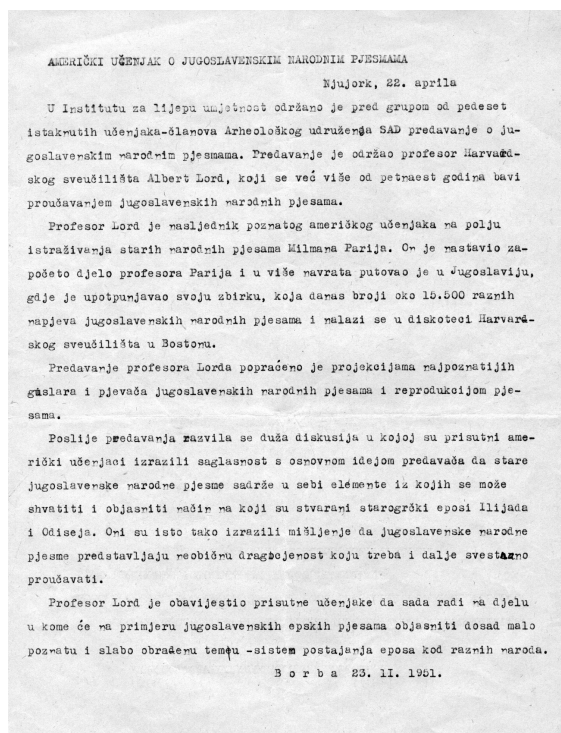 AMERIČKI UČENJAK O JUGOSLAVENSKIM NARODNIM PJESMAMA
Njujork, 22. aprila
U Institutu za lijepu umjetnost održano je pred grupom od pedeset
istaknutih učenjaka-članova Arheološkog udruženja SAD predavanje o ju-
goslavenskim narodnim pjesmama. Predavanje je održao profesor Harvard-
skog sveučilišta Albert Lord, koji se već više od petnaest godina bavi
proučavanjem jugoslavenskih narodnih pjesama.
Profesor Lord je nasljednik poznatog američkog učenjaka na polju
istraživanja starih narodnih pjesama Milmana Parija. On je nastavio za-
početo djelo profesora Parija i u više navrata putovao je u Jugoslaviju,
gdje je upotpunjavao svoju zbirku, koja danas broji oko 15.500 raznih
napjeva jugoslavenskih narodnih pjesama i nalazi se u diskoteci Harvard-
skog sveučilišta u Bostonu.
Predavanje profesora Lorda popraćeno je projekcijama najpoznatijih
guslara i pjevača jugoslavenskih narodnih pjesama i reprodukcijom pje-
sama.
Poslije predavanja razvila se duža diskusija u kojoj su prisutni ame-
rički učenjaci izrazili saglasnost s osnovnom idejom predavača da stare
jugoslavenske narodne pjesme sadrže u sebi elemente iz kojih se može
shvatiti i objasniti način na koji su stvarani starogrčki eposi Ilijada
i Odiseja. Oni su isto tako izrazili mišljenje da jugoslavenske narodne
pjesme predstavljaju neobičnu dragocjenost koju treba i dalje svestrano
proučavati.
Profesor Lord je obavijestio prisutne učenjake da sada radi na djelu
u kome će na primjeru jugoslavenskih epskih pjesama objasniti dosad malo
poznatu i slabo obrađenu temu -sistem postajanja eposa kod raznih naroda.
B o r b a 23. II. 1951.